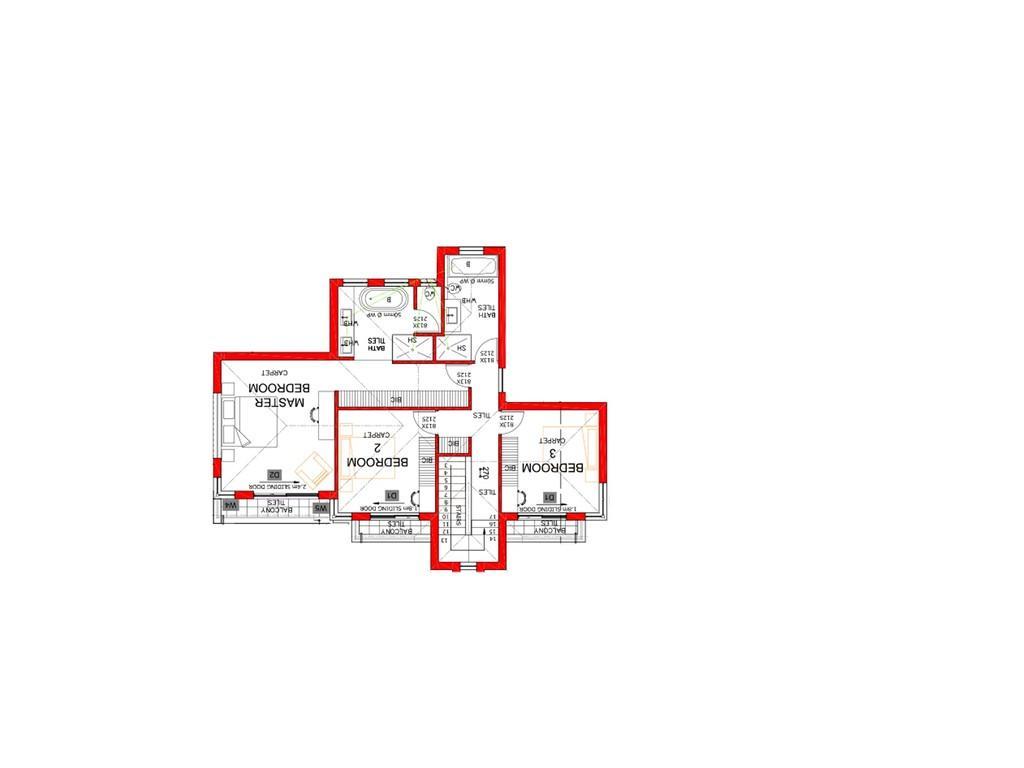 B
50mm Ø WP
WC
WHB
BATH
TILES
SH
813X
2125
B
50mm Ø WP
WC
813X
2125
WHB
WHB
BATH
TILES
SH
813X
2125
CARPET
MASTER
BEDROOM
BIC
D2
2.4m SLIDING DOOR
W4
BALCONY
TILES
W5
813X
2125
CARPET
BEDROOM
2
BIC
D1
1.8m SLIDING DOOR
BALCONY
TILES
TILES
813X
2125
BIC
270
TILES
STAIRS
3
4
5
6
7
8
9
10
11
12
13
14
15
16
17
CARPET
BEDROOM
3
BIC
D1
1.8m SLIDING DOOR
BALCONY
TILES